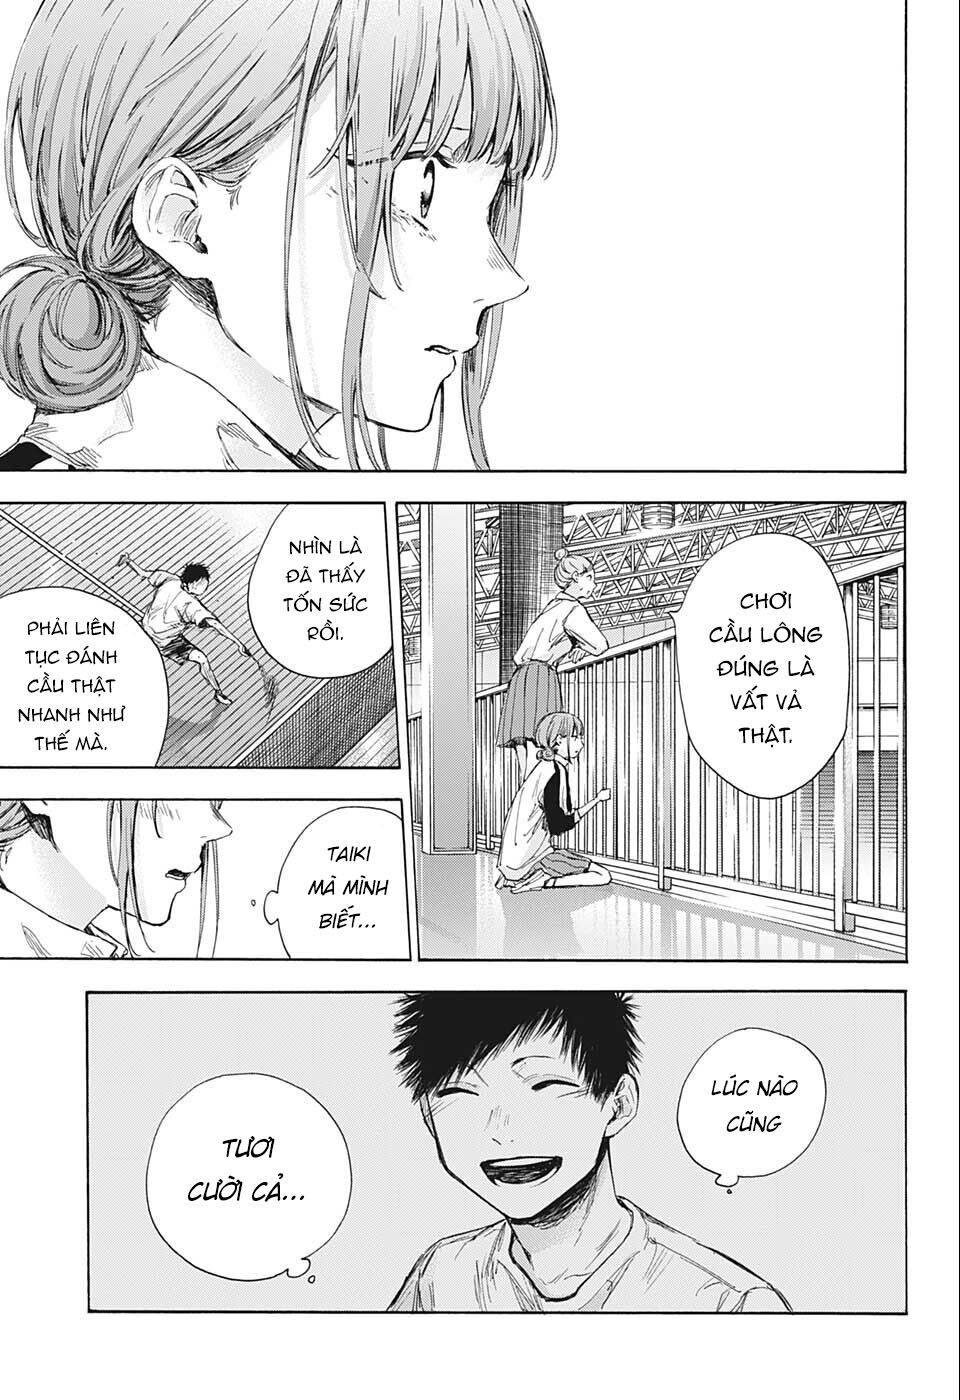 CHƠI
CẦU LÔNG
ĐÚNG LÀ
VẤT VẢ
THẬT.
NHÌN LÀ
ĐÃ THẤY
TỐN SỨC
RỒI.
PHẢI LIÊN
TỤC ĐÁNH
CẦU THẬT
NHANH NHƯ
THẾ MÀ.
TAIKI
MÀ MÌNH
BIẾT...
LÚC NÀO
CŨNG
TƯƠI
CƯỜI CẢ...